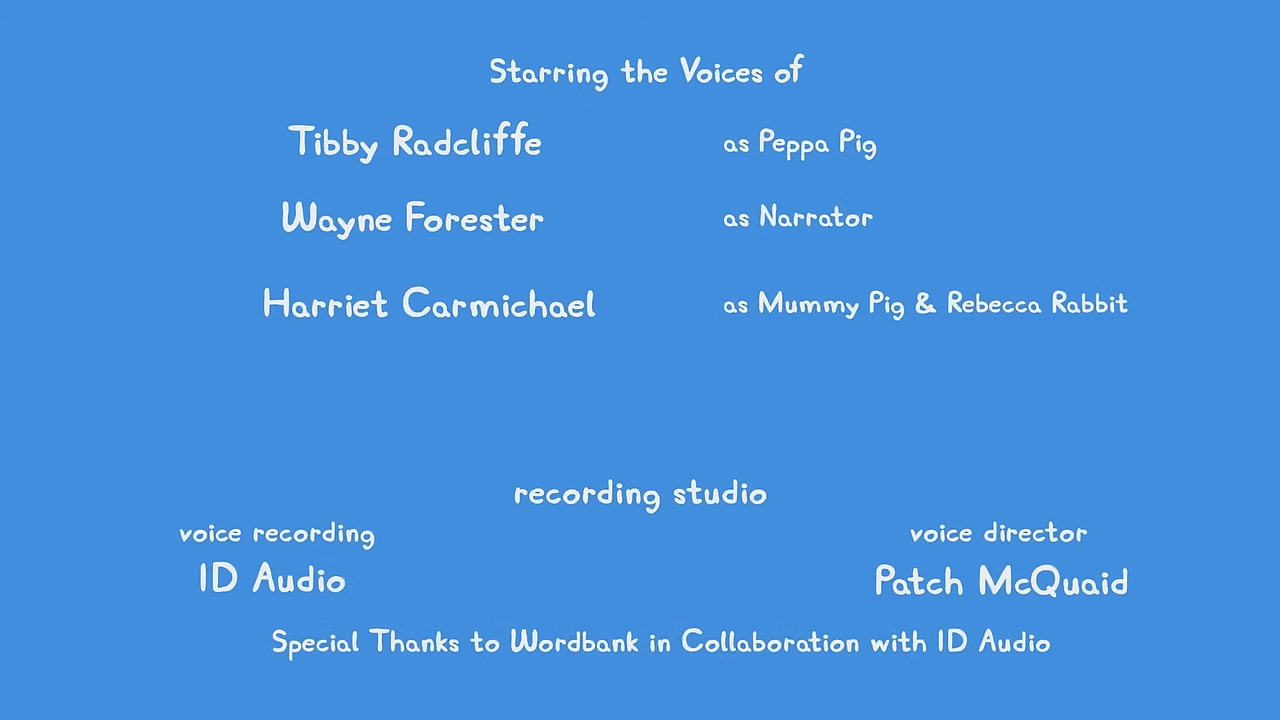 Starring the Voices of
Tibby Radcliffe as Peppa Pig
Wayne Forester as Narrator
Harriet Carmichael as Mummy Pig & Rebecca Rabbit
recording studio
voice recording voice director
ID Audio Patch McQuaid
Special Thanks to Wordbank in Collaboration with ID Audio